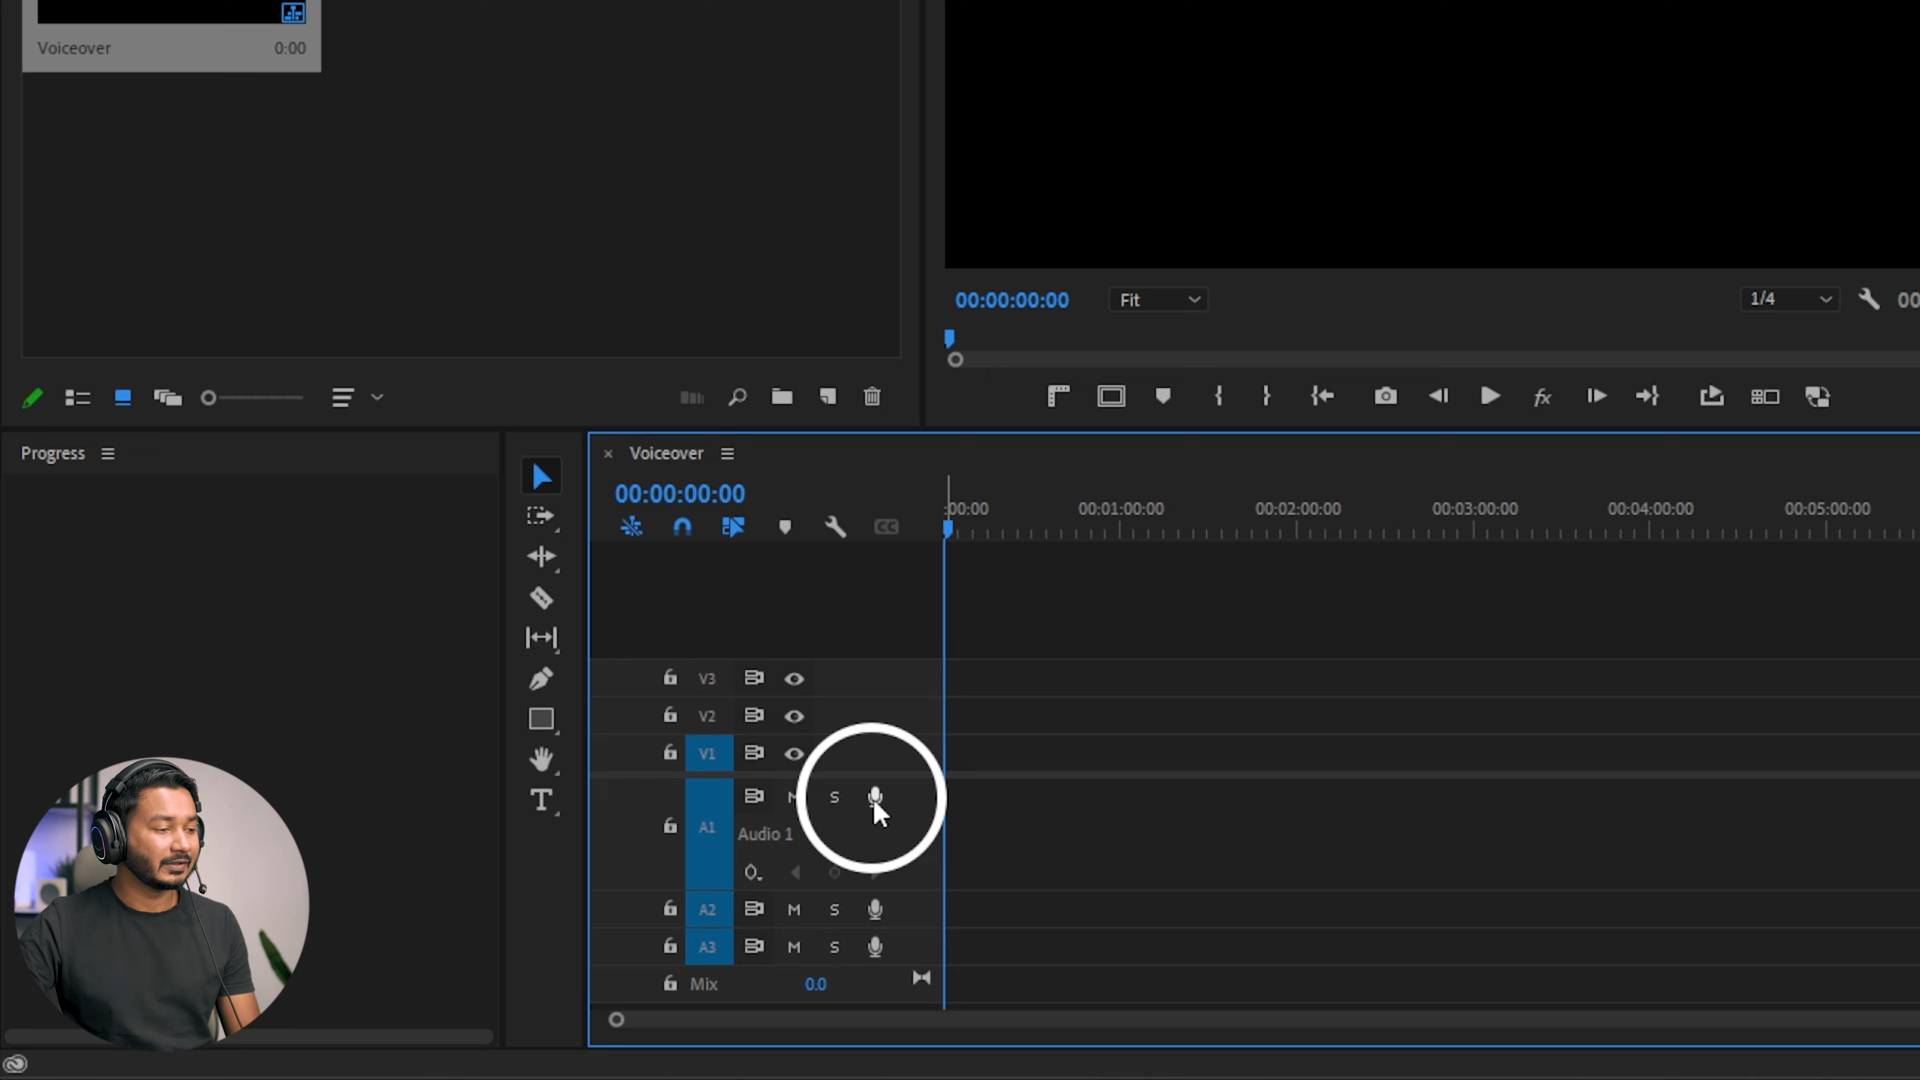 Voiceover 0:00
00:00:00:00 Fit 1/4 00
fx
Progress
Voiceover
00:00:00:00
:00:00 00:01:00:00 00:02:00:00 00:03:00:00 00:04:00:00 00:05:00:00
CC
V3
V2
V1
A1 M S
Audio 1
A2 M S
A3 M S
Mix 0.0
T